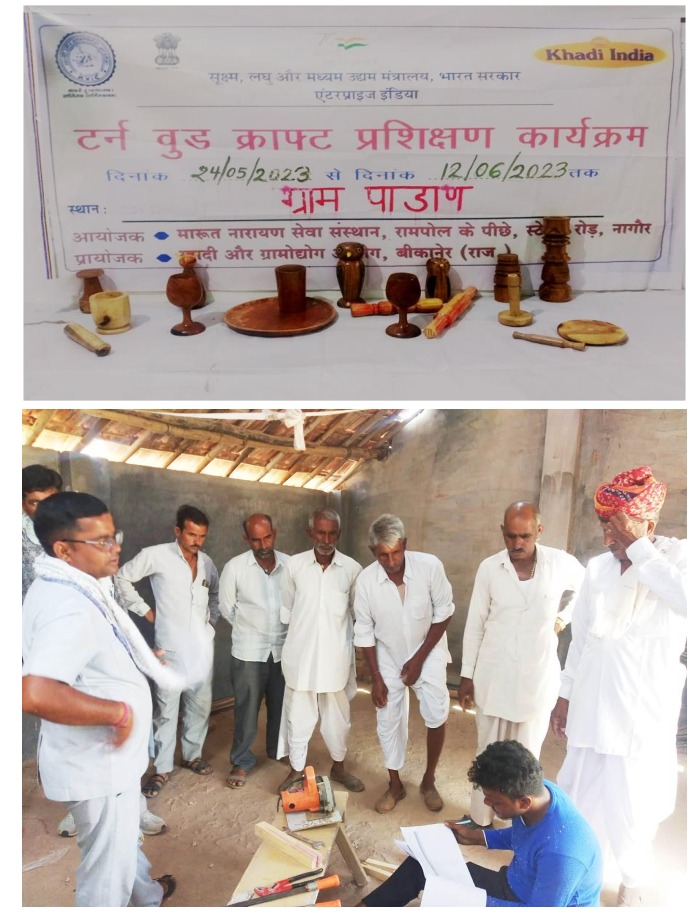 Khadi India
सूक्ष्म, लघु और मध्यम उद्यम मंत्रालय, भारत सरकार
एंटरप्राइज इंडिया
टर्न वुड क्राफ्ट प्रशिक्षण कार्यक्रम
दिनांक 24/05/2023 से दिनांक 12/06/2023 तक
स्थान : ग्राम पाडाण
आयोजक ● मारूत नारायण सेवा संस्थान, रामपोल के पीछे, रोड़, नागौर
प्रायोजक ● और ग्रामोद्योग बीकानेर (राज